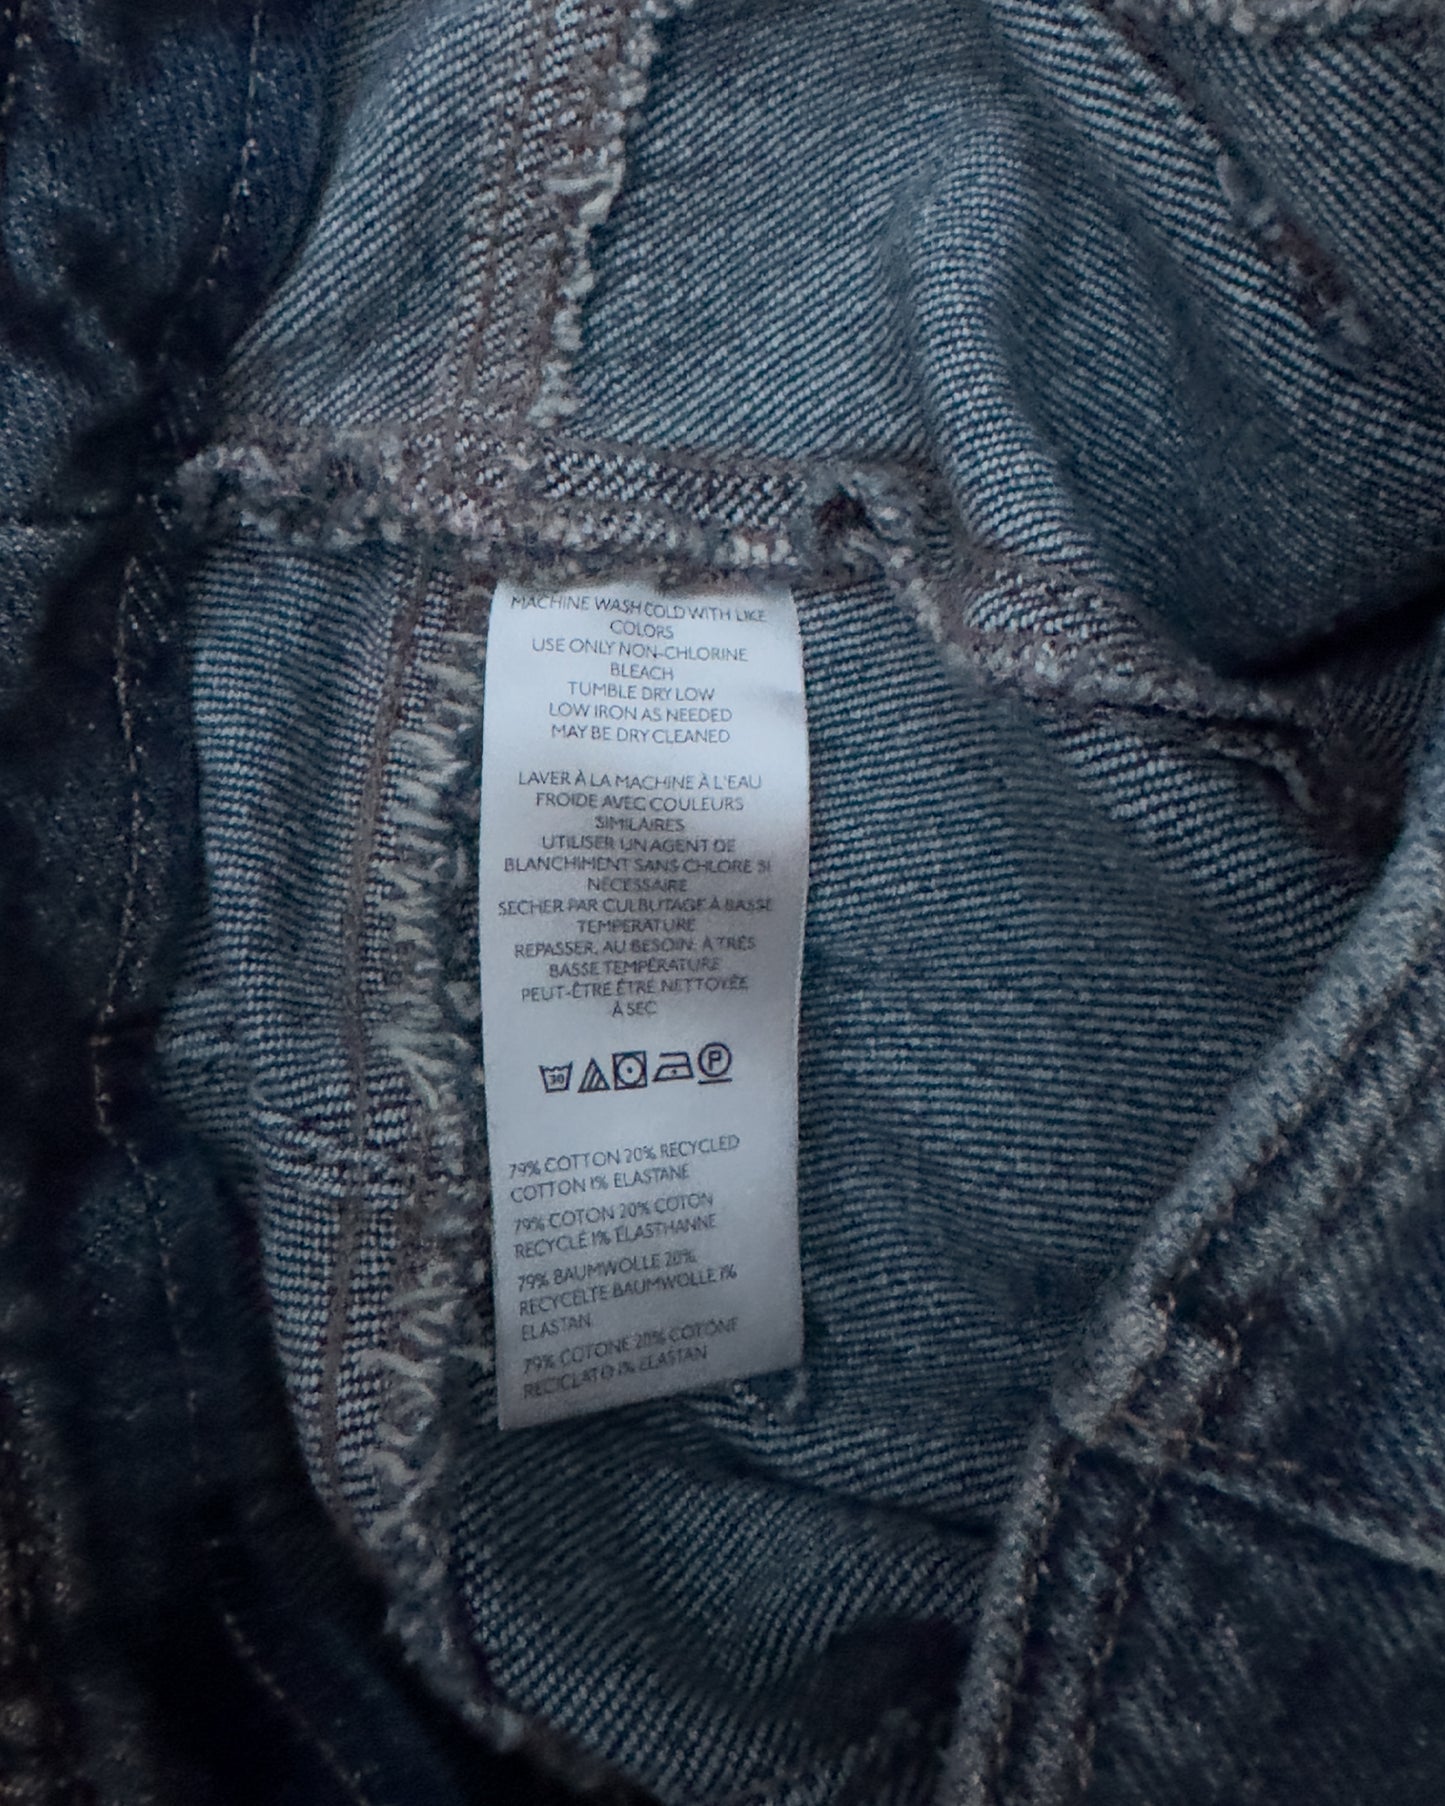 MACHINE WASH COLD WITH LIKE
COLORS
USE ONLY NON-CHLORINE
BLEACH
TUMBLE DRY LOW
LOW IRON AS NEEDED
MAY BE DRY CLEANED
LAVER À LA MACHINE À L'EAU
FROIDE AVEC COULEURS
SIMILAIRES
UTILISER UN AGENT DE
BLANCHIMENT SANS CHLORE SI
NÉCESSAIRE
SECHER PAR CULBUTAGE À BASSE
TEMPÉRATURE
REPASSER, AU BESOIN; À TRÈS
BASSE TEMPÉRATURE
PEUT-ÊTRE ÊTRE NETTOYÉE
À SEC
30 P
79% COTTON 20% RECYCLED
COTTON 1% ELASTANE
79% COTON 20% COTON
RECYCLÉ 1% ÉLASTHANNE
79% BAUMWOLLE 20%
RECYCELTE BAUMWOLLE 1%
ELASTAN
79% COTONE 20% COTONE
RECICLATO 1% ELASTAN